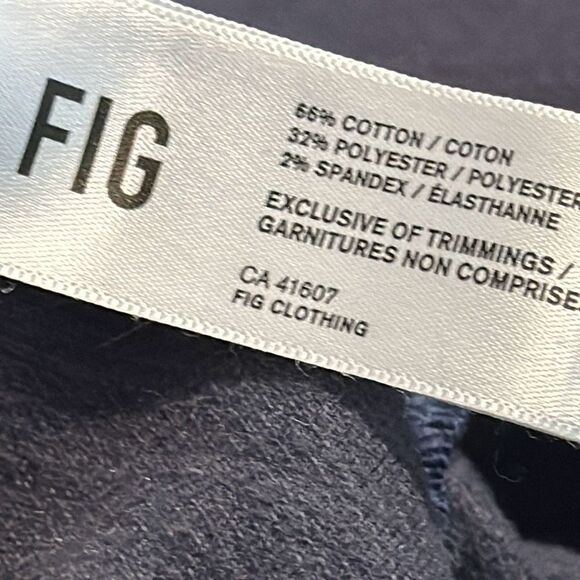 FIG
66% COTTON / COTON
32% POLYESTER / POLYESTER
2% SPANDEX / ÉLASTHANNE
EXCLUSIVE OF TRIMMINGS /
GARNITURES NON COMPRISE
CA 41607
FIG CLOTHING